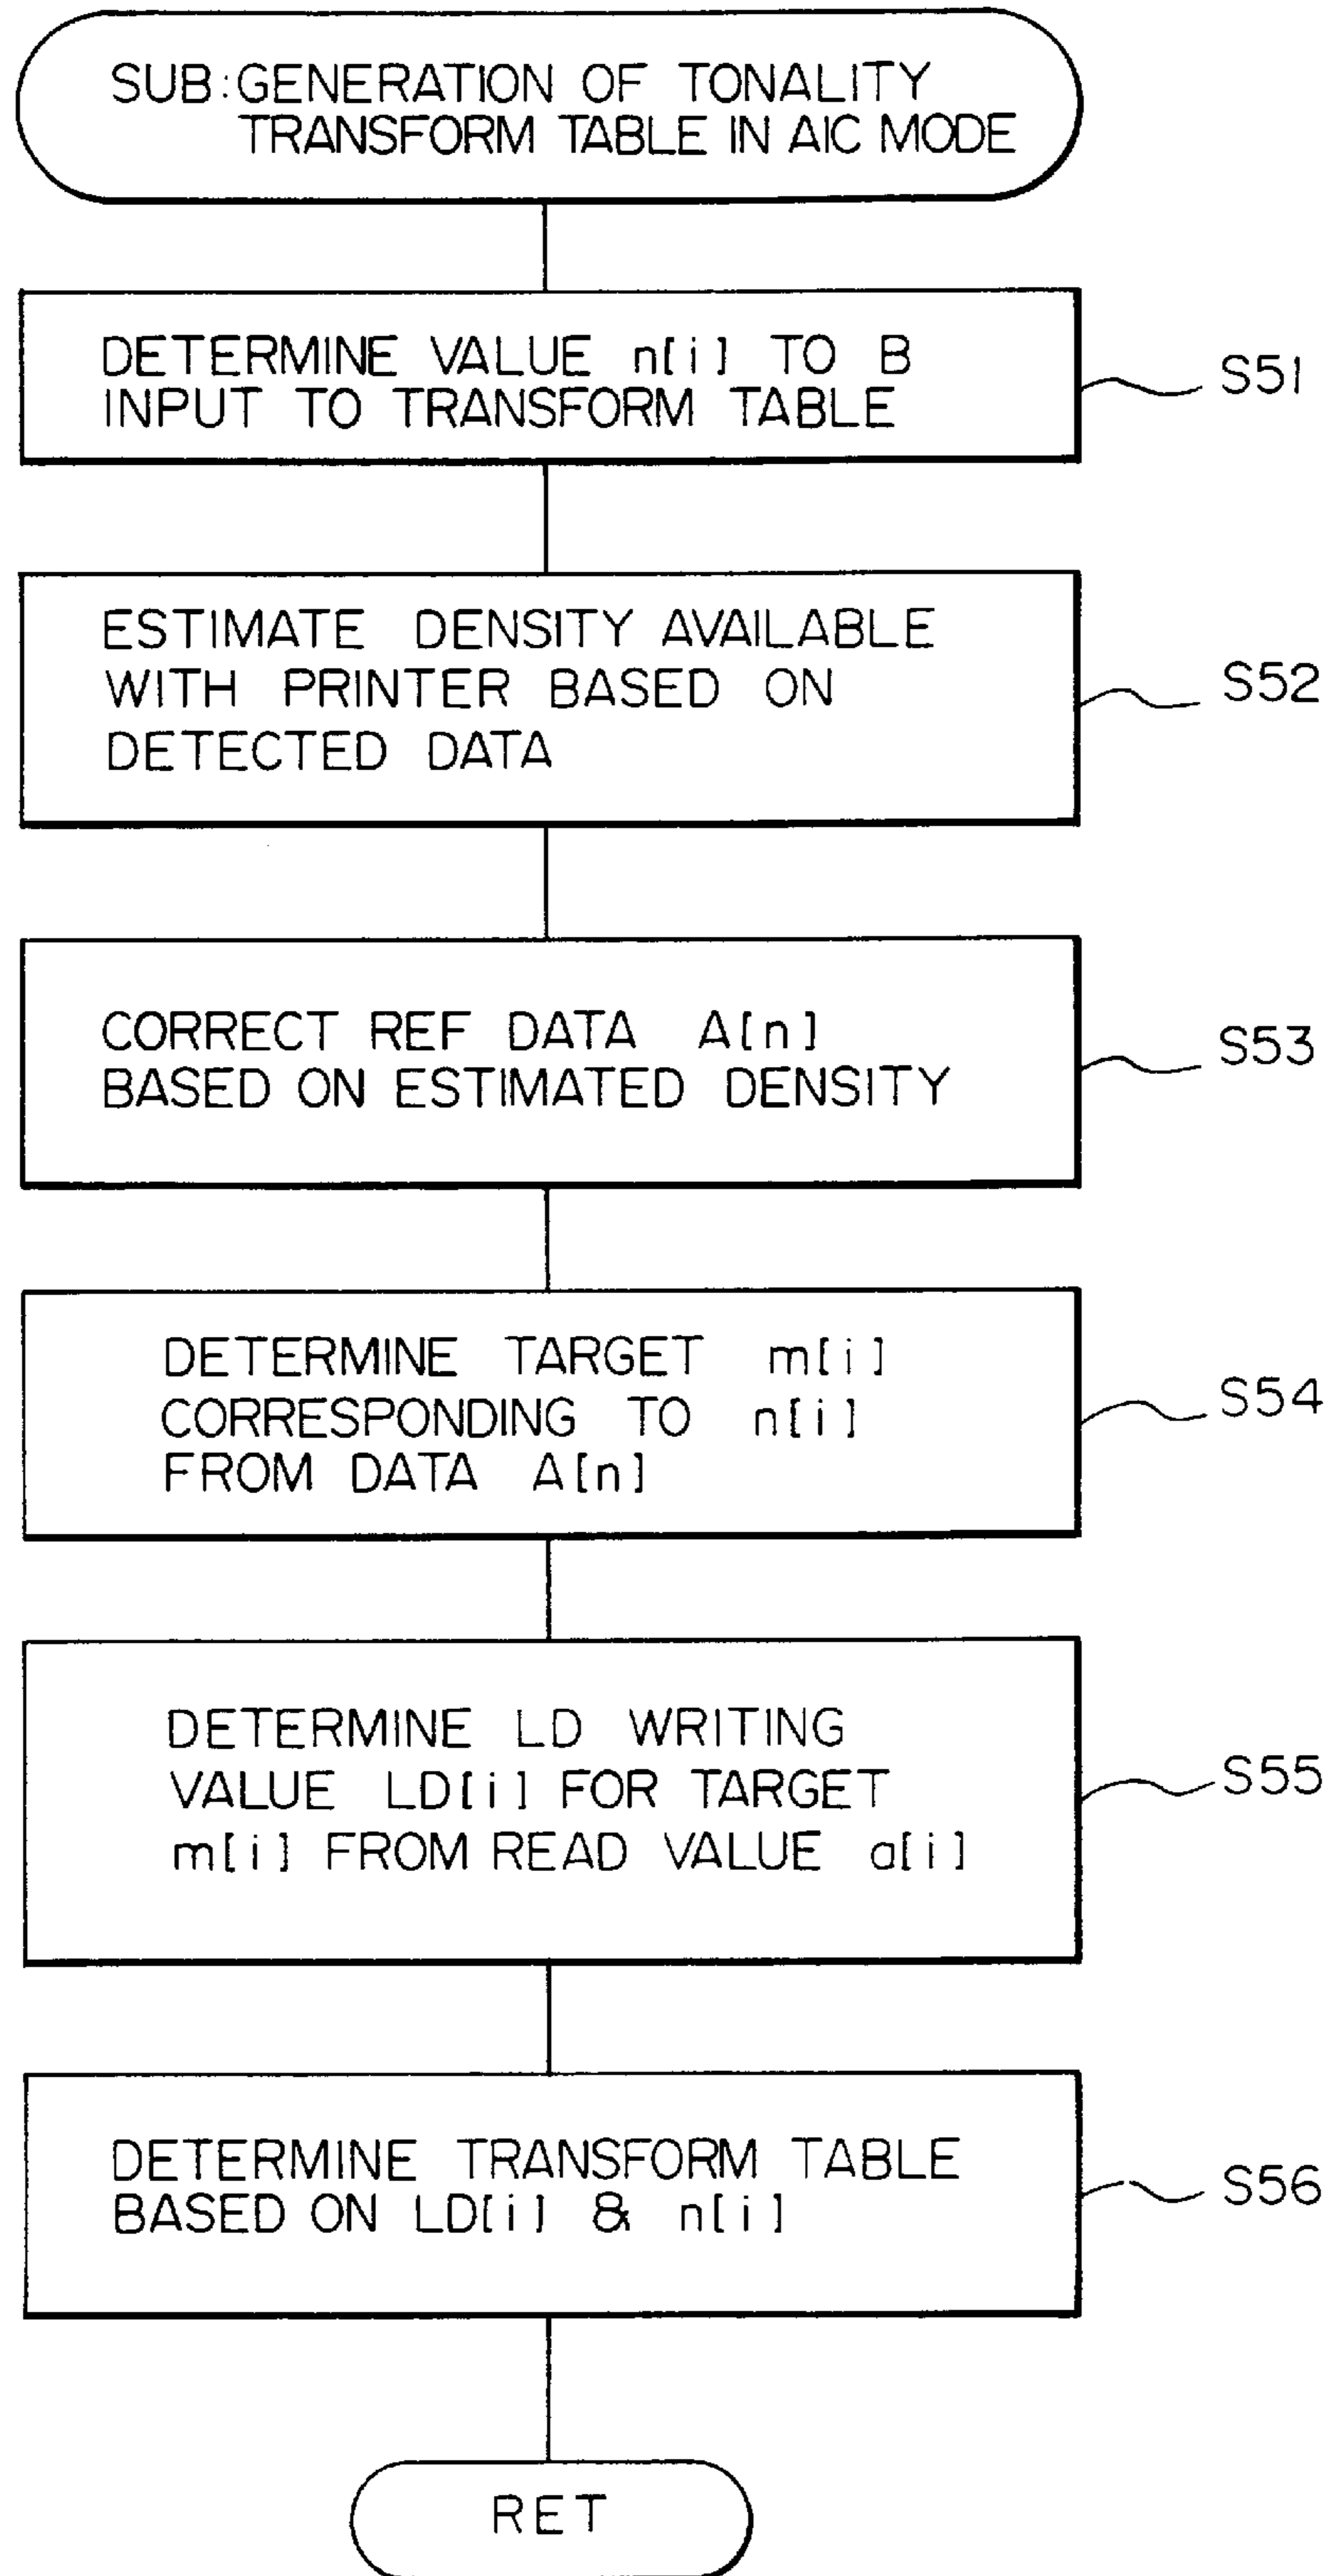 SUB:GENERATION OF TONALITY
TRANSFORM TABLE IN AIC MODE
DETERMINE VALUE n[i] TO B
INPUT TO TRANSFORM TABLE
S51
ESTIMATE DENSITY AVAILABLE
WITH PRINTER BASED ON
DETECTED DATA
S52
CORRECT REF DATA A[n]
BASED ON ESTIMATED DENSITY
S53
DETERMINE TARGET m[i]
CORRESPONDING TO n[i]
FROM DATA A[n]
S54
DETERMINE LD WRITING
VALUE LD[i] FOR TARGET
m[i] FROM READ VALUE a[i]
S55
DETERMINE TRANSFORM TABLE
BASED ON LD[i] & n[i]
S56
RET